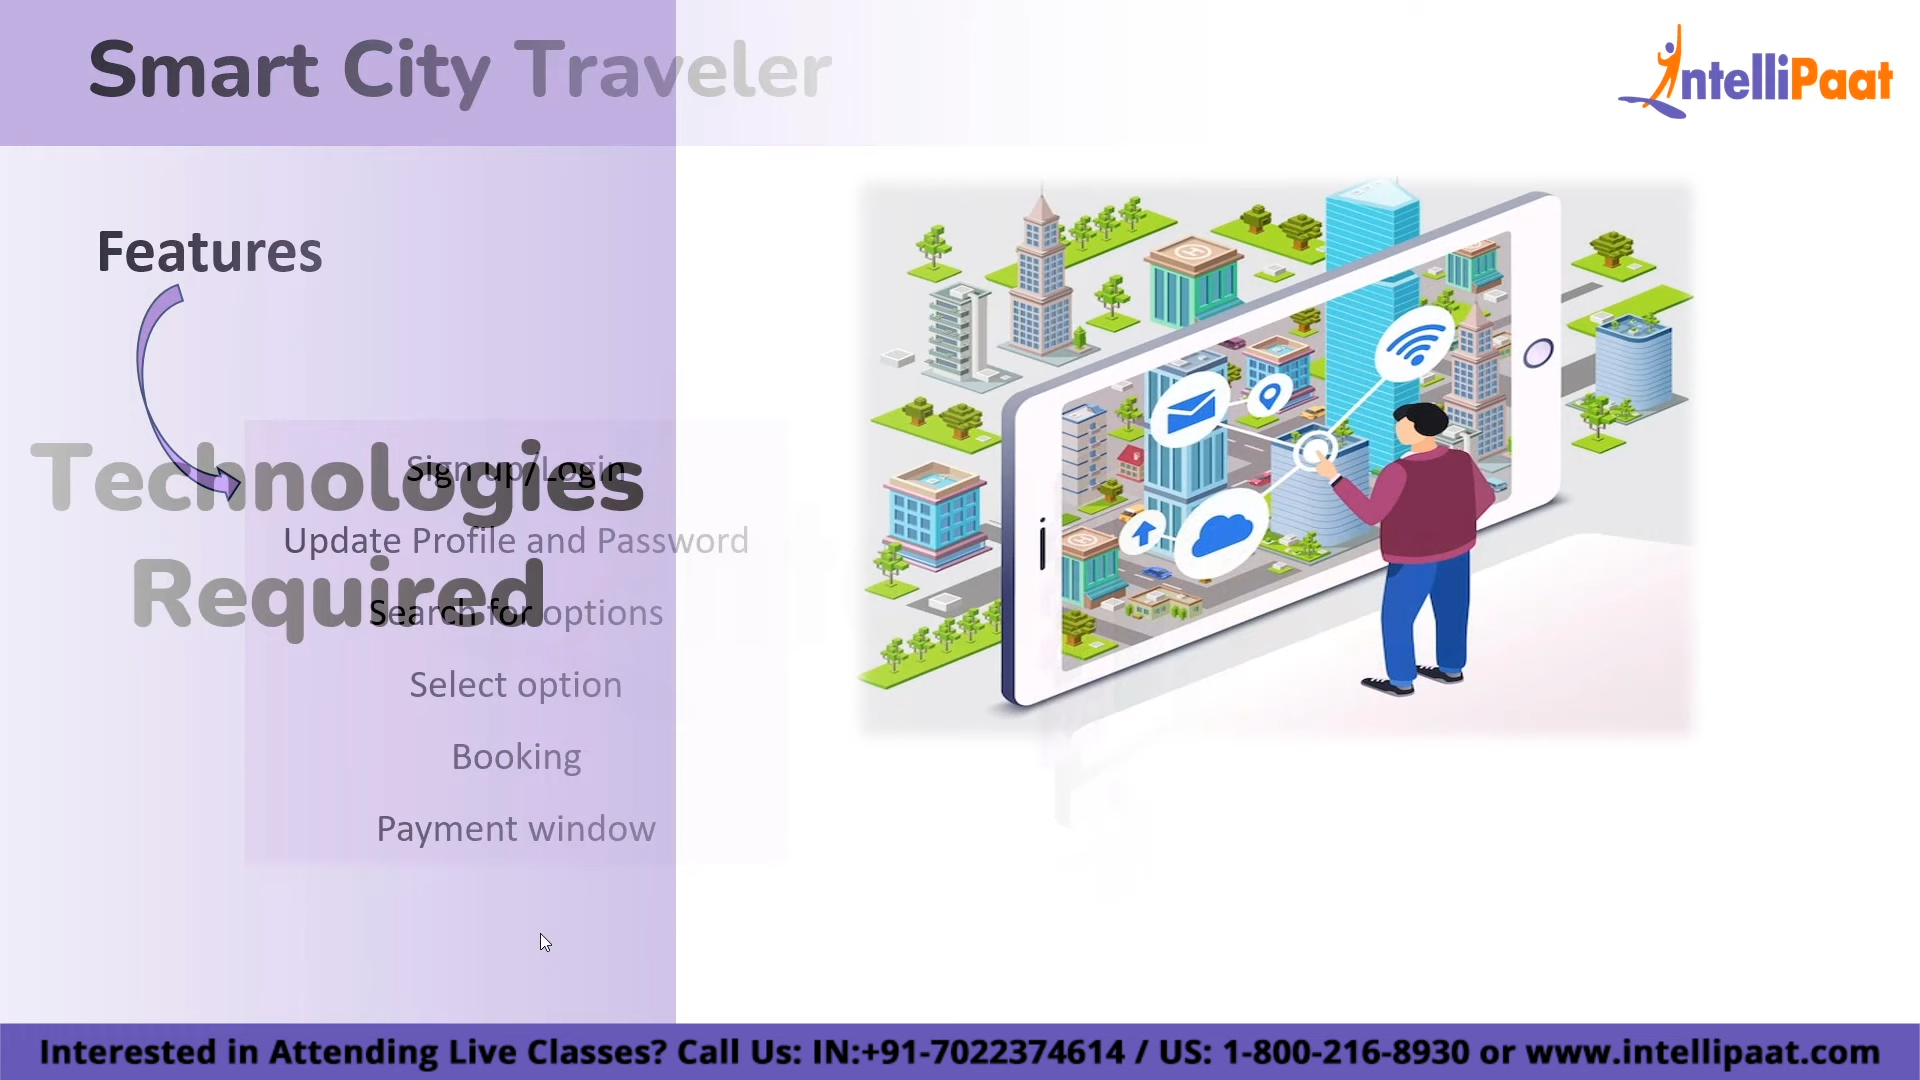 Smart City Traveler
IntelliPaat
Features
Technologies
Required
Sign up/Login
Update Profile and Password
Search for options
Select option
Booking
Payment window
Interested in Attending Live Classes? Call Us: IN:+91-7022374614 / US: 1-800-216-8930 or www.intellipaat.com